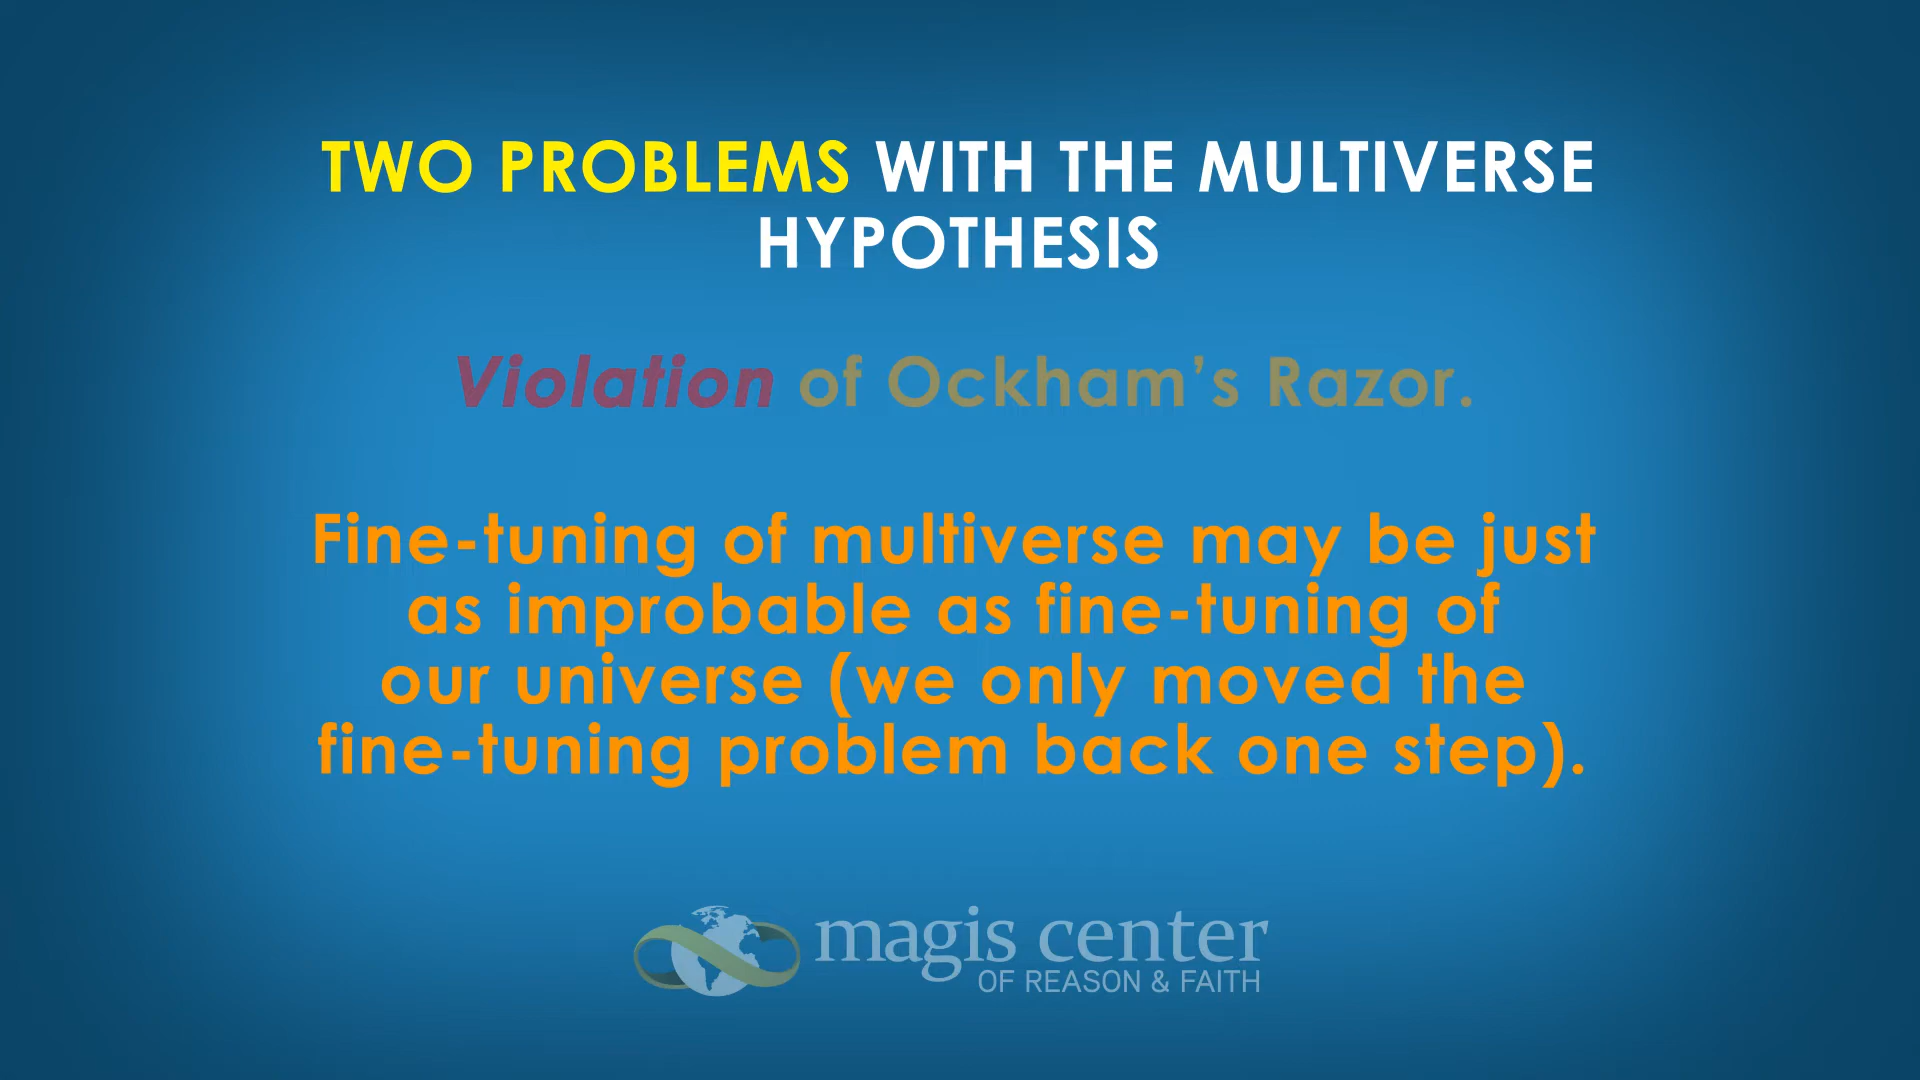 TWO PROBLEMS WITH THE MULTIVERSE
HYPOTHESIS
Violation of Ockham's Razor.
Fine-tuning of multiverse may be just
as improbable as fine-tuning of
our universe (we only moved the
fine-tuning problem back one step).
magis center
OF REASON & FAITH